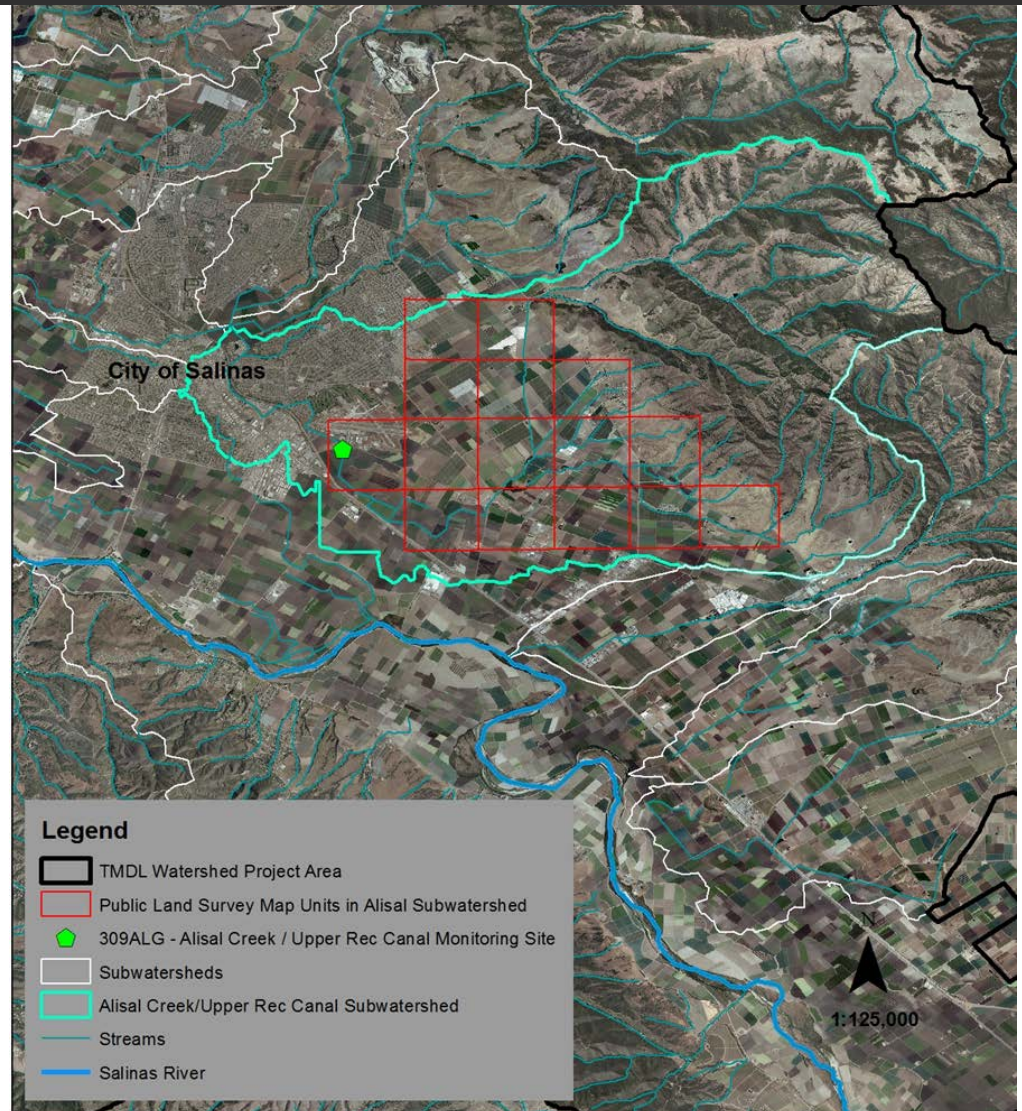 City of Salinas
Legend
TMDL Watershed Project Area
Public Land Survey Map Units in Alisal Subwatershed
309ALG - Alisal Creek / Upper Rec Canal Monitoring Site
Subwatersheds
Alisal Creek/Upper Rec Canal Subwatershed
Streams
Salinas River
N
1:125,000